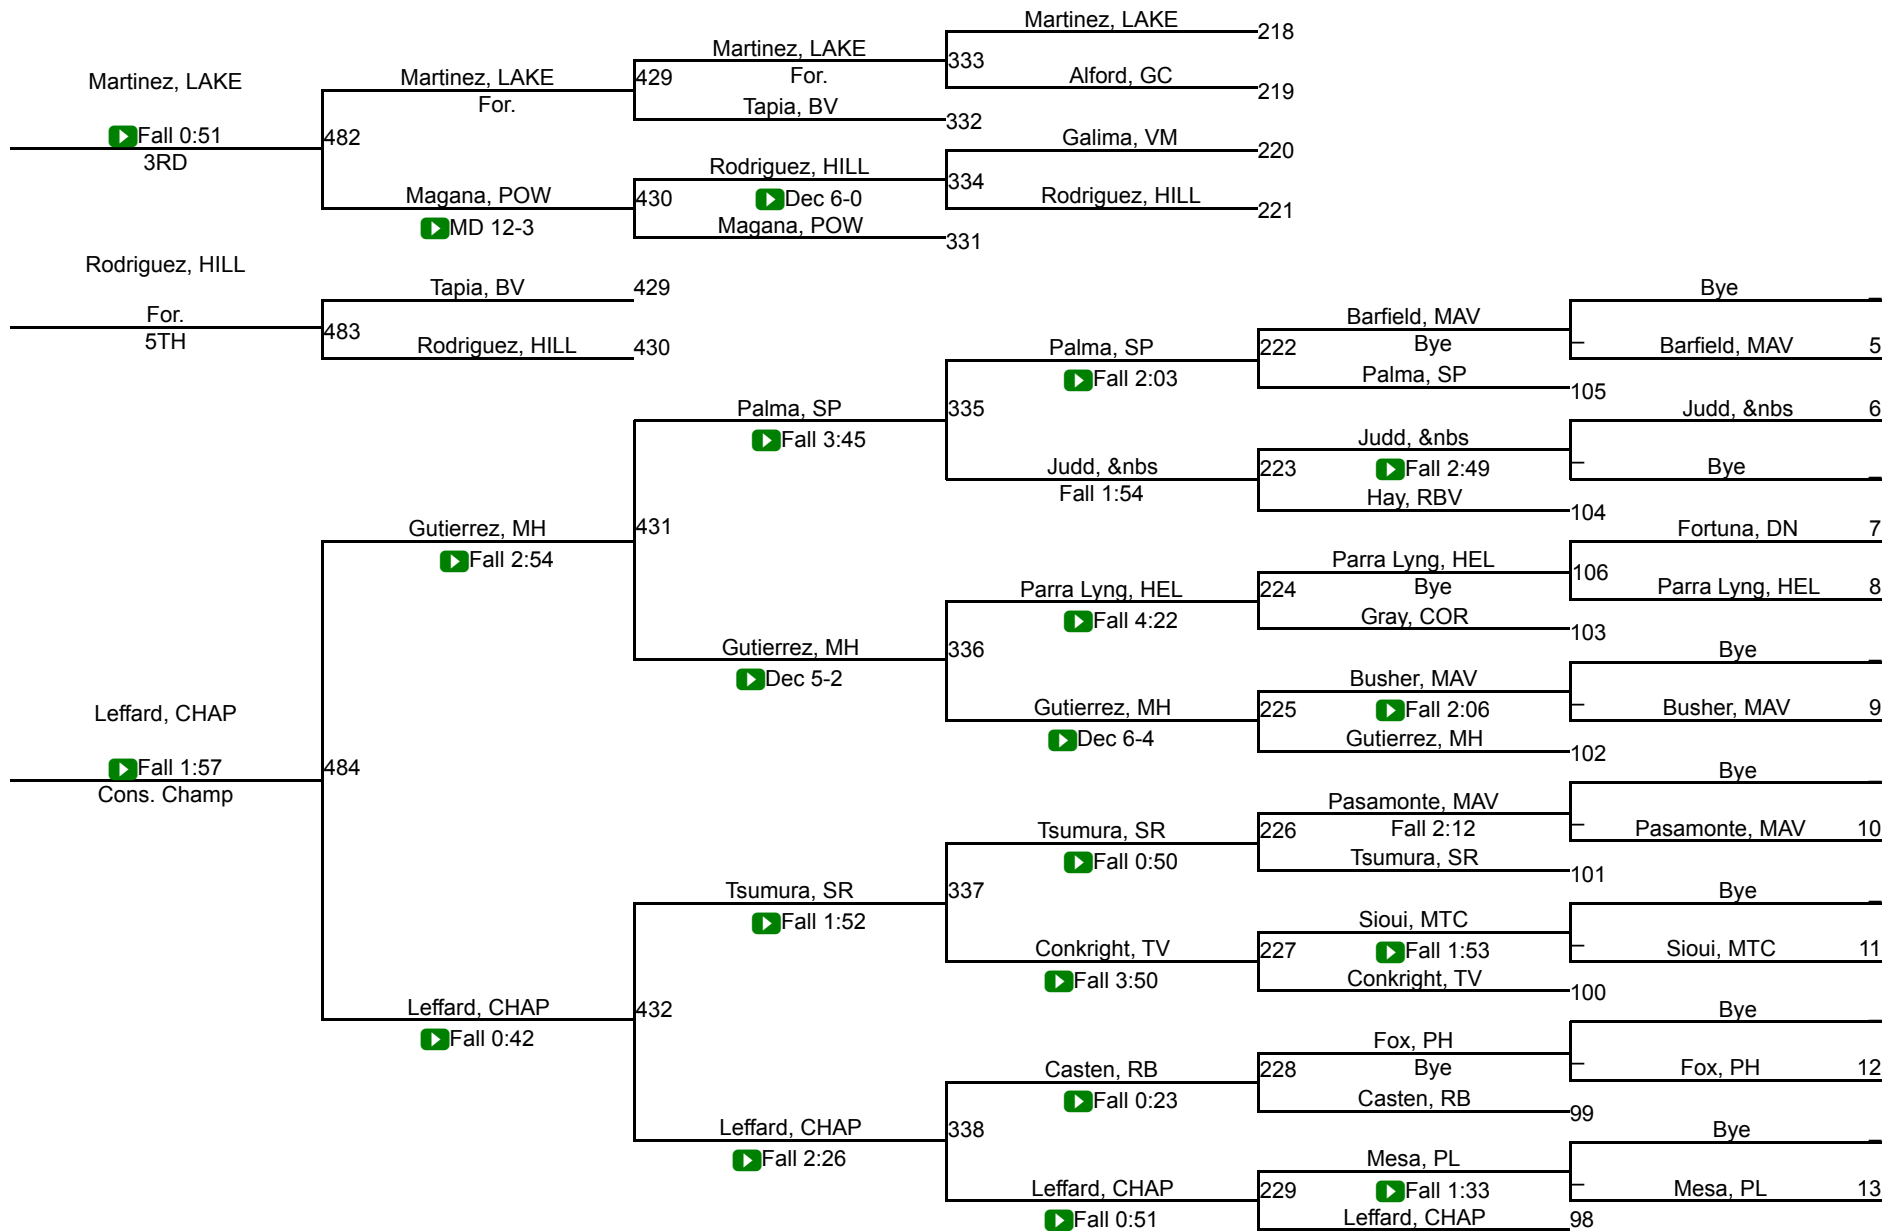 Martinez, LAKE
218
Martinez, LAKE
333
Martinez, LAKE
Martinez, LAKE
429
For.
Alford, GC
219
For.
Tapia, BV
332
Fall 0:51
482
Galima, VM
220
3RD
Rodriguez, HILL
334
Magana, POW
430
Dec 6-0
Rodriguez, HILL
221
MD 12-3
Magana, POW
331
Rodriguez, HILL
Tapia, BV
429
Bye
_
For.
Barfield, MAV
483
5TH
Rodriguez, HILL
430
Palma, SP
222
Bye
_
Barfield, MAV
5
Fall 2:03
Palma, SP
105
Palma, SP
335
Judd, &nbs
6
Fall 3:45
Judd, &nbs
Judd, &nbs
223
Fall 2:49
_
Bye
_
Fall 1:54
Hay, RBV
104
Gutierrez, MH
431
Fortuna, DN
7
Fall 2:54
Parra Lyng, HEL
106
Parra Lyng, HEL
224
Bye
Parra Lyng, HEL
8
Fall 4:22
Gray, COR
103
Gutierrez, MH
336
Bye
_
Dec 5-2
Busher, MAV
Leffard, CHAP
Gutierrez, MH
225
Fall 2:06
_
Busher, MAV
9
Dec 6-4
Gutierrez, MH
102
Fall 1:57
484
Bye
_
Cons. Champ
Pasamonte, MAV
Tsumura, SR
226
Fall 2:12
_
Pasamonte, MAV
10
Fall 0:50
Tsumura, SR
101
Tsumura, SR
337
Bye
_
Fall 1:52
Sioui, MTC
Conkright, TV
227
Fall 1:53
_
Sioui, MTC
11
Fall 3:50
Conkright, TV
100
Leffard, CHAP
432
Bye
_
Fall 0:42
Fox, PH
Casten, RB
228
Bye
_
Fox, PH
12
Fall 0:23
Casten, RB
99
Leffard, CHAP
338
Bye
_
Fall 2:26
Mesa, PL
Leffard, CHAP
229
Fall 1:33
_
Mesa, PL
13
Fall 0:51
Leffard, CHAP
98